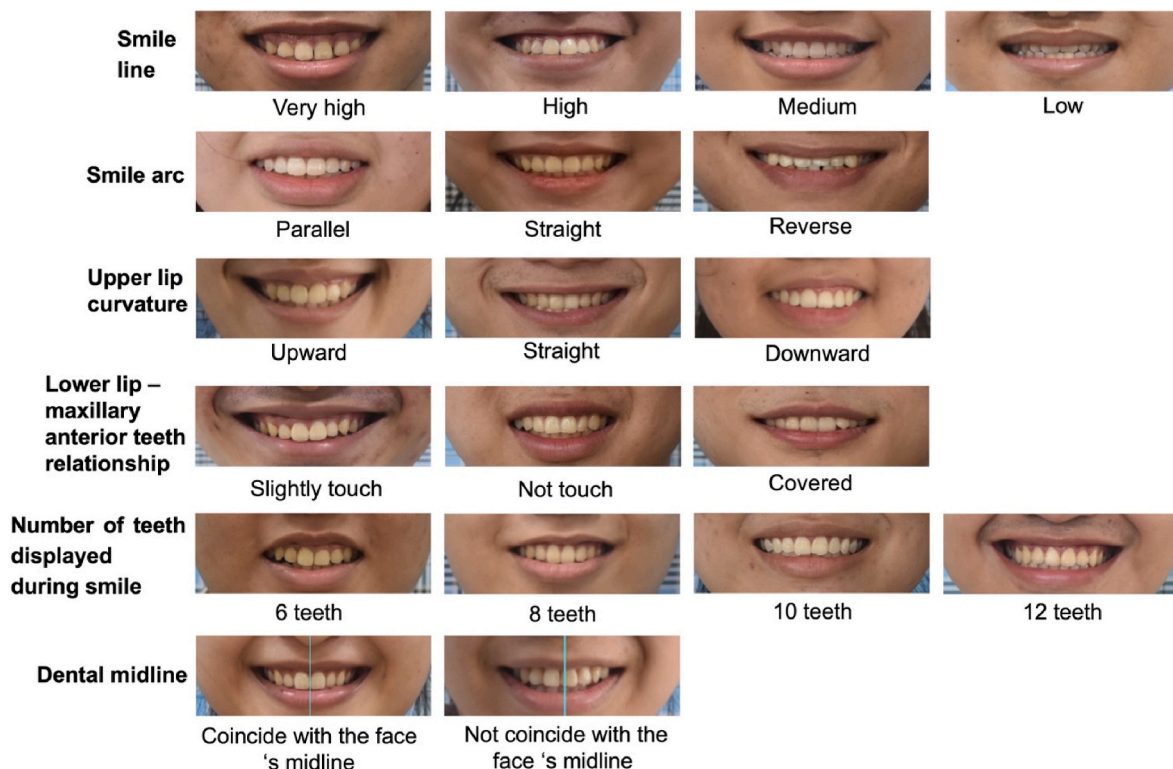 Smile
line
Very high
High
Medium
Low
Smile arc
Parallel
Straight
Reverse
Upper lip
curvature
Upward
Straight
Downward
Lower lip –
maxillary
anterior teeth
relationship
Slightly touch
Not touch
Covered
Number of teeth
displayed
during smile
6 teeth
8 teeth
10 teeth
12 teeth
Dental midline
Coincide with the face
‘s midline
Not coincide with the
face ‘s midline